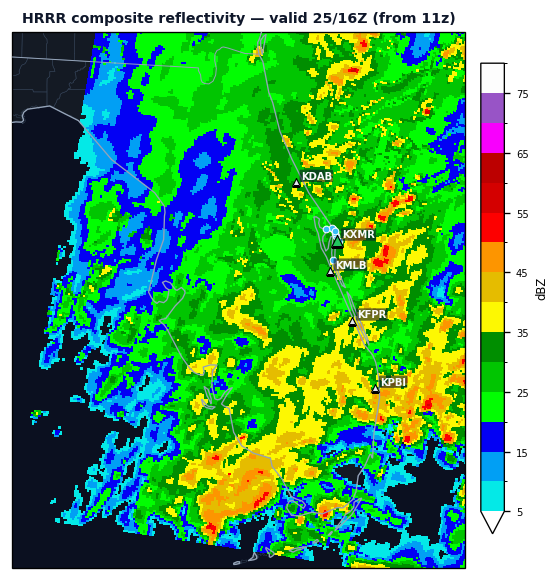 HRRR composite reflectivity — valid 25/16Z (from 11z)
75
65
55
45
35
25
15
5
dBZ
KDAB
KXMR
KMLB
KFPR
KPBI